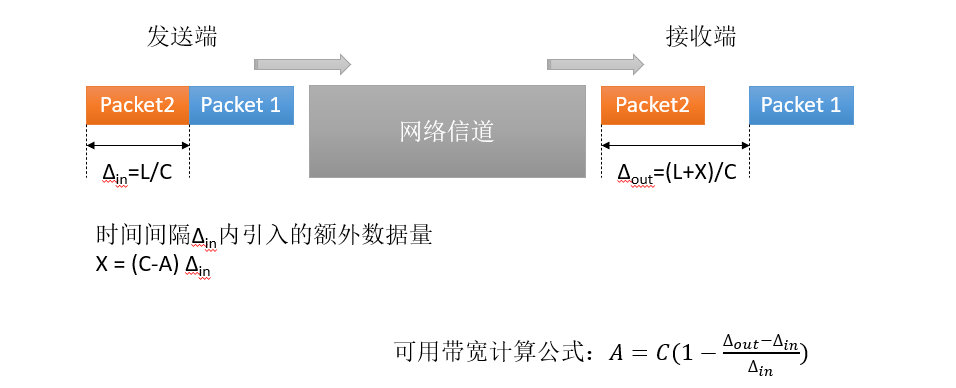 发送端
接收端
Packet2
Packet 1
网络信道
Packet2
Packet 1
Δin=L/C
Δout=(L+X)/C
时间间隔Δin内引入的额外数据量
X = (C-A) Δin
可用带宽计算公式：A = C(1 − (Δout−Δin)/Δin)